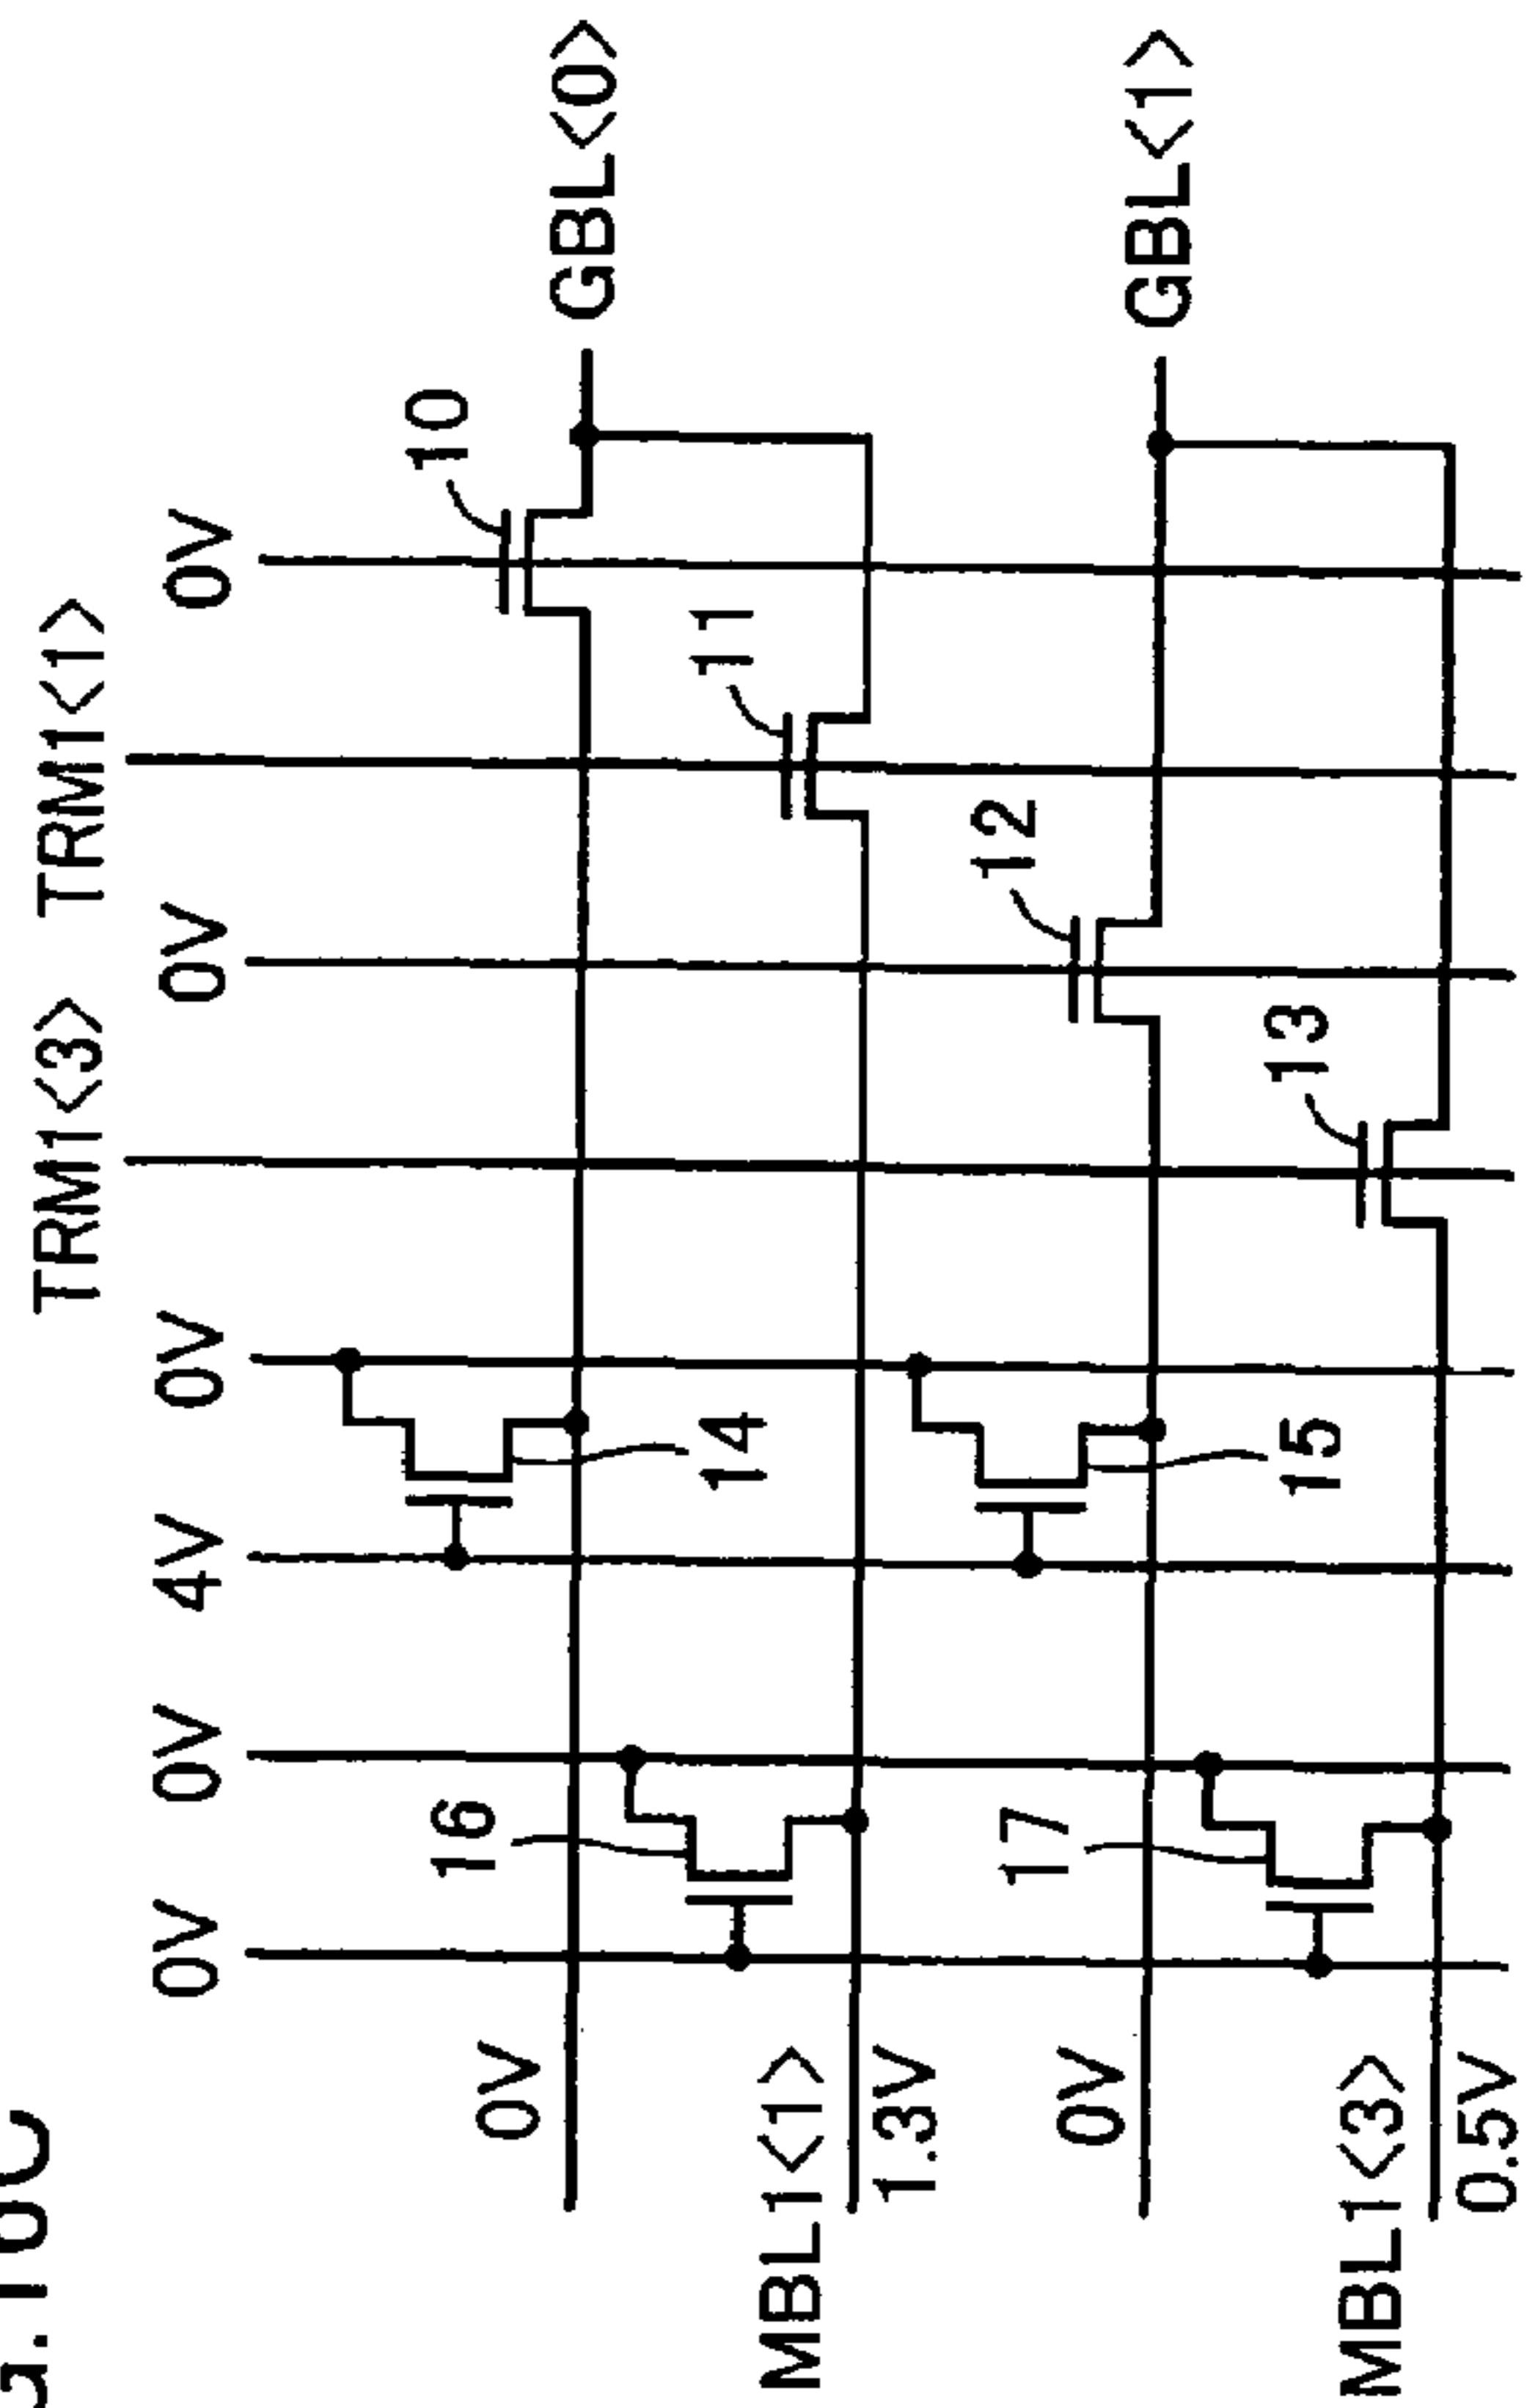 TRM1<3> TRM1<1>
0V 0V 4V 0V 0V 0V
16 10
0V GBL<0>
14 11
MBL1<1>
1.3V
17 12
0V GBL<1>
15 13
MBL1<3>
0.5V